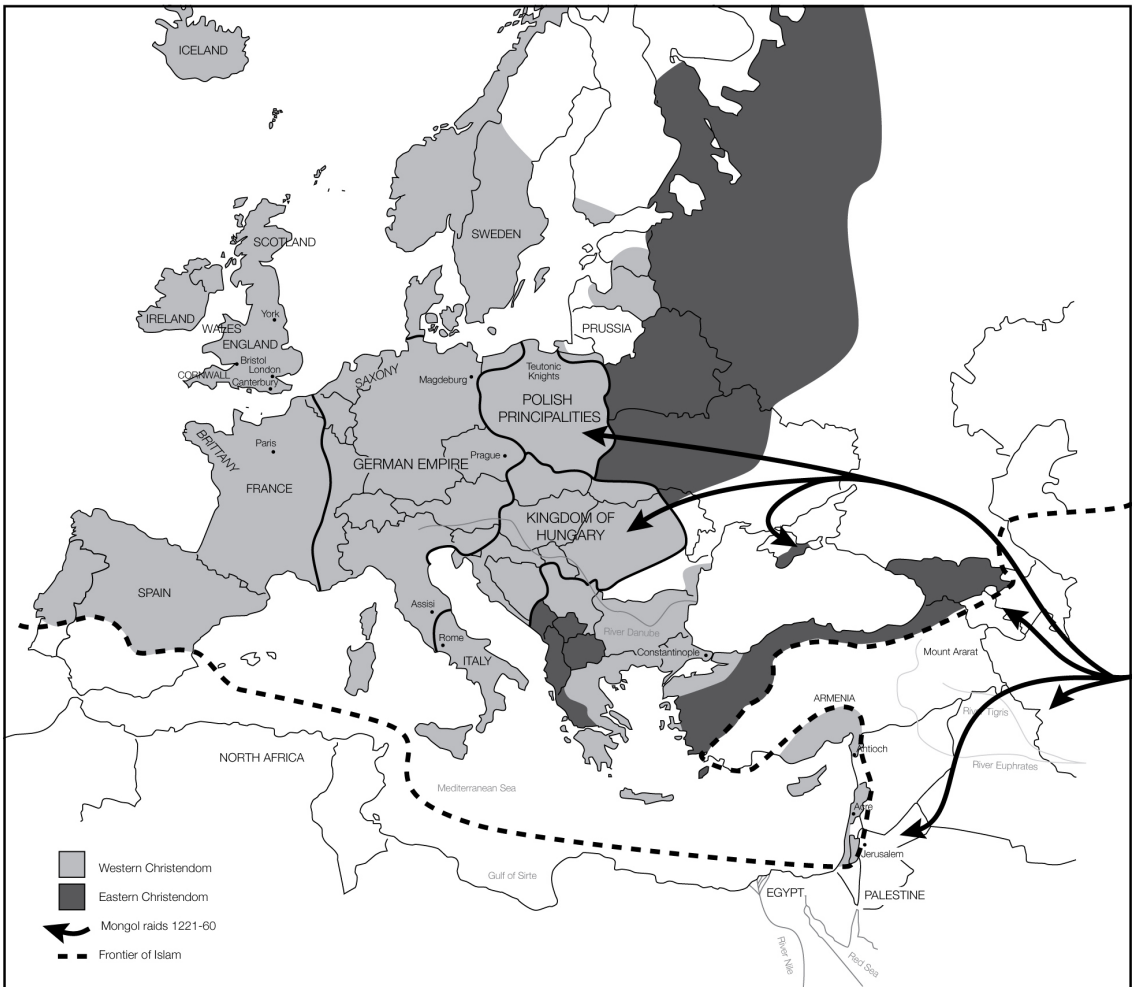 ICELAND
SCOTLAND
SWEDEN
IRELAND
WALES
York
ENGLAND
Bristol
London
CORNWALL
Canterbury
PRUSSIA
SAXONY
Magdeburg
Teutonic
Knights
POLISH
PRINCIPALITIES
BRITTANY
Paris
Prague
GERMAN EMPIRE
FRANCE
KINGDOM OF
HUNGARY
SPAIN
Assisi
Rome
ITALY
River Danube
Constantinople
Mount Ararat
ARMENIA
River Tigris
Antioch
River Euphrates
NORTH AFRICA
Mediterranean Sea
Acre
Jerusalem
Gulf of Sirte
EGYPT
PALESTINE
River Nile
Red Sea
Western Christendom
Eastern Christendom
Mongol raids 1221-60
Frontier of Islam